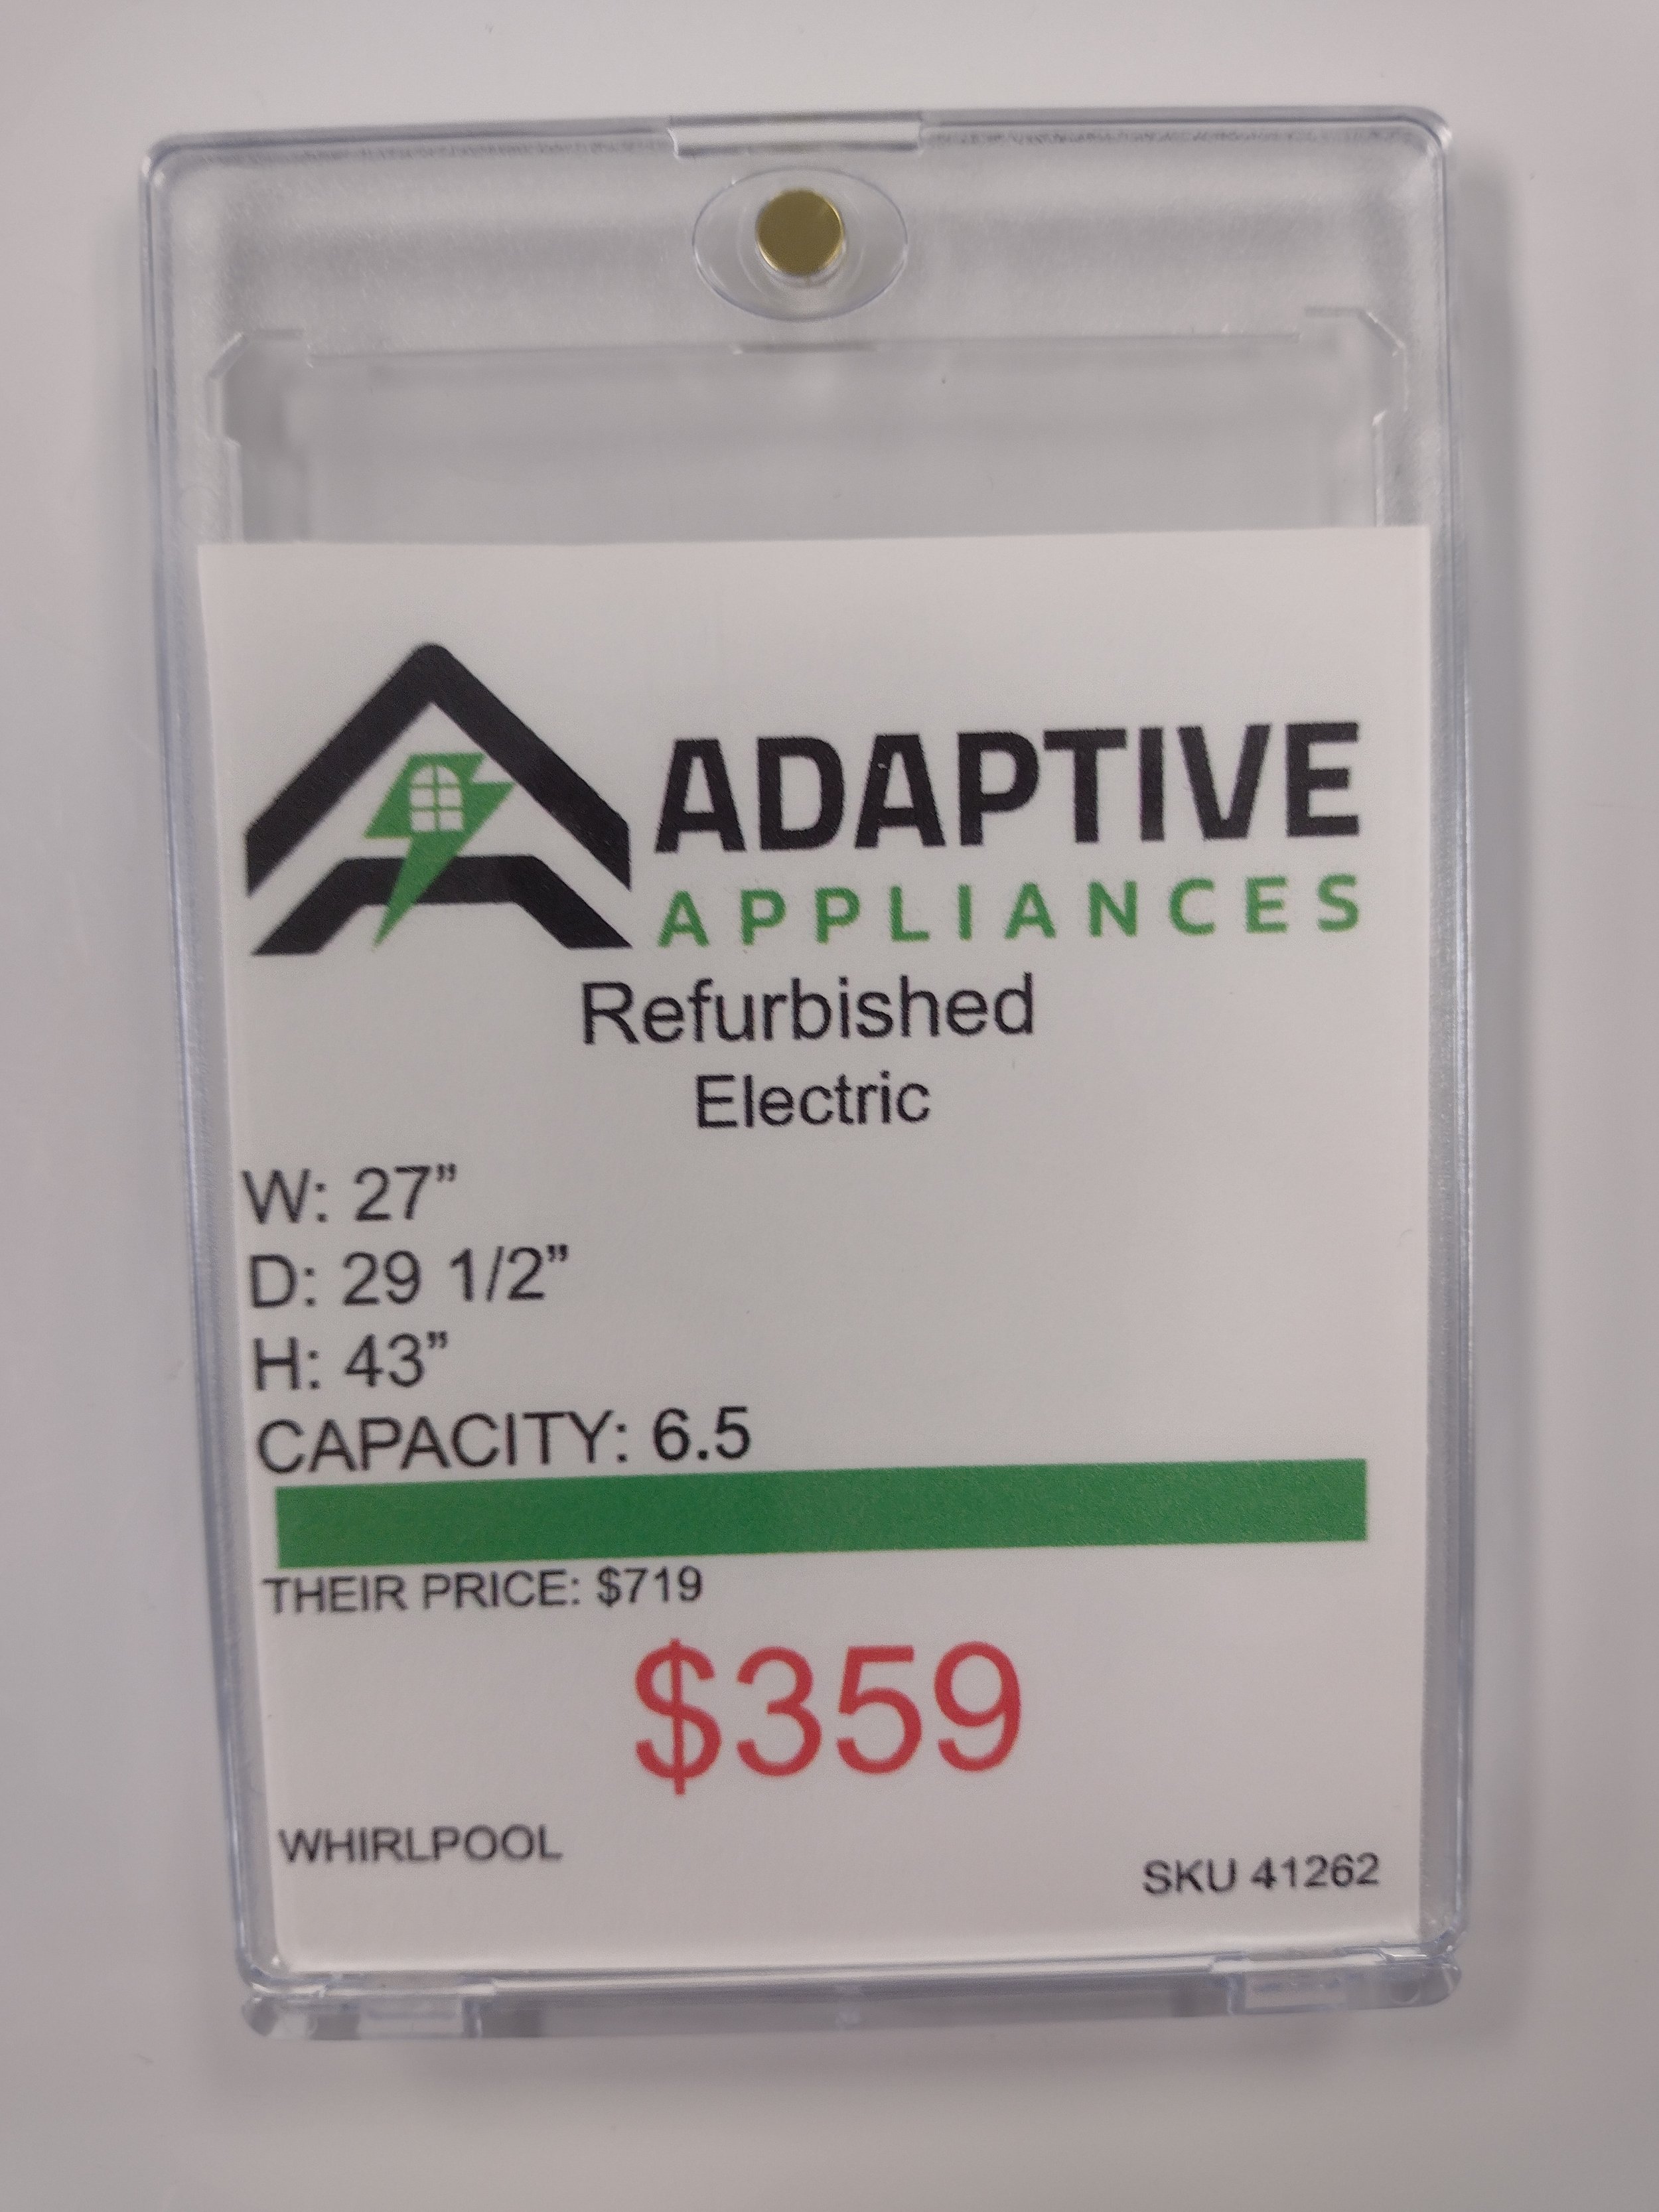 ADAPTIVE
APPLIANCES
Refurbished
Electric
W: 27”
D: 29 1/2”
H: 43”
CAPACITY: 6.5
THEIR PRICE: $719
$359
WHIRLPOOL
SKU 41262